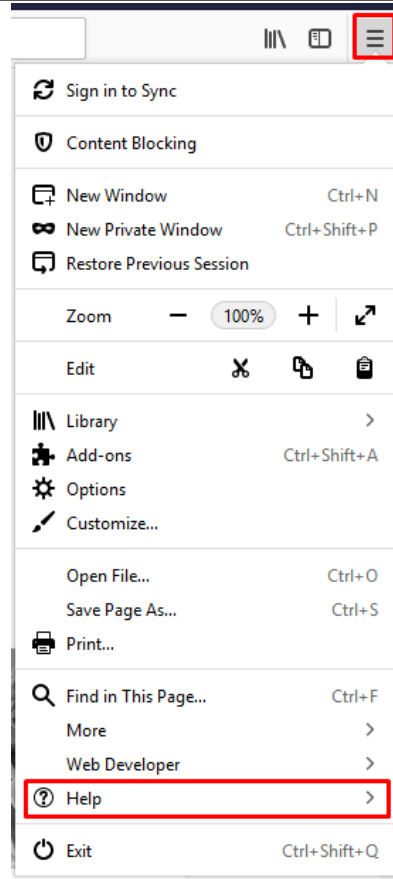 Sign in to Sync
Content Blocking
New Window Ctrl+N
New Private Window Ctrl+Shift+P
Restore Previous Session
Zoom 100%
Edit
Library
Add-ons Ctrl+Shift+A
Options
Customize...
Open File... Ctrl+O
Save Page As... Ctrl+S
Print...
Find in This Page... Ctrl+F
More
Web Developer
Help
Exit Ctrl+Shift+Q